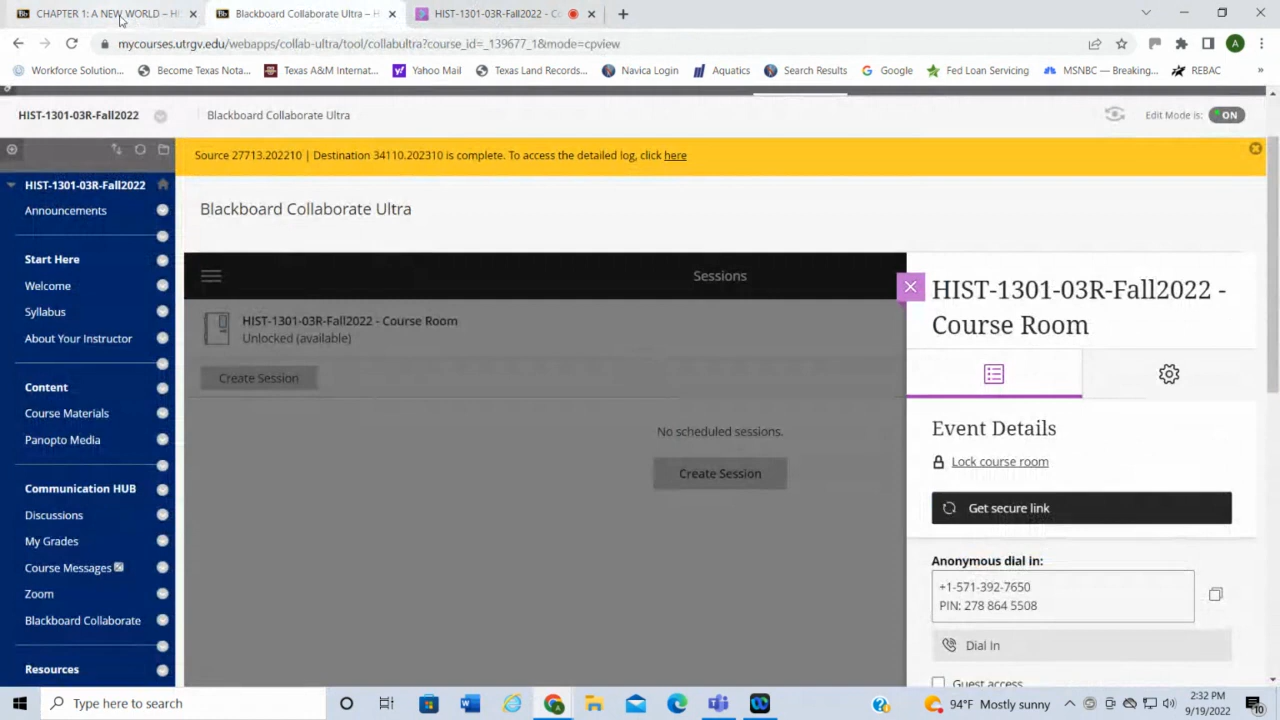 CHAPTER 1: A NEW WORLD – HI
Blackboard Collaborate Ultra – H
HIST-1301-03R-Fall2022 - Co
mycourses.utrgv.edu/webapps/collab-ultra/tool/collabultra?course_id=_139677_1&mode=cpview
A
Workforce Solution...
Become Texas Nota...
Texas A&M Internat...
Yahoo Mail
Texas Land Records...
Navica Login
Aquatics
Search Results
Google
Fed Loan Servicing
MSNBC — Breaking...
REBAC
»
HIST-1301-03R-Fall2022
Blackboard Collaborate Ultra
Edit Mode is: ON
Source 27713.202210 | Destination 34110.202310 is complete. To access the detailed log, click here
HIST-1301-03R-Fall2022
Announcements
Start Here
Welcome
Syllabus
About Your Instructor
Content
Course Materials
Panopto Media
Communication HUB
Discussions
My Grades
Course Messages
Zoom
Blackboard Collaborate
Resources
Blackboard Collaborate Ultra
Sessions
HIST-1301-03R-Fall2022 - Course Room
Unlocked (available)
Create Session
No scheduled sessions.
Create Session
HIST-1301-03R-Fall2022 -
Course Room
Event Details
Lock course room
Get secure link
Anonymous dial in:
+1-571-392-7650
PIN: 278 864 5508
Dial In
Guest access
Type here to search
94°F Mostly sunny
2:32 PM
9/19/2022
10